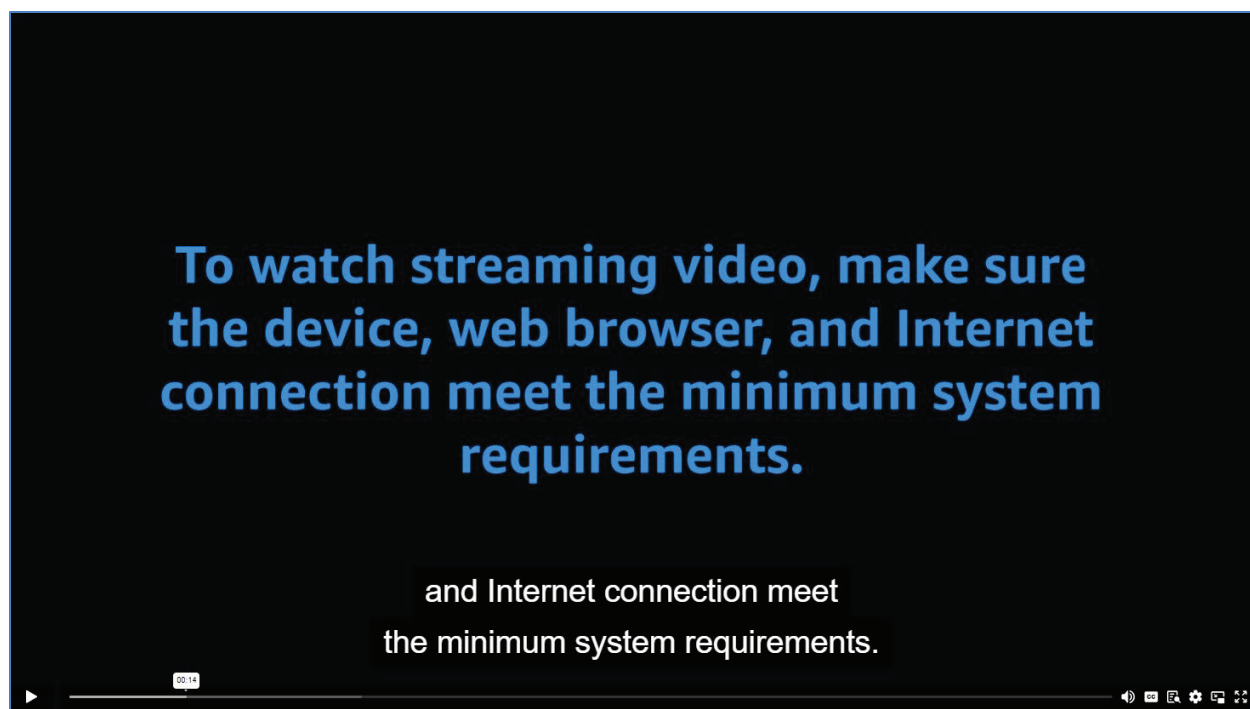 To watch streaming video, make sure
the device, web browser, and Internet
connection meet the minimum system
requirements.
and Internet connection meet
the minimum system requirements.
00:14
CC